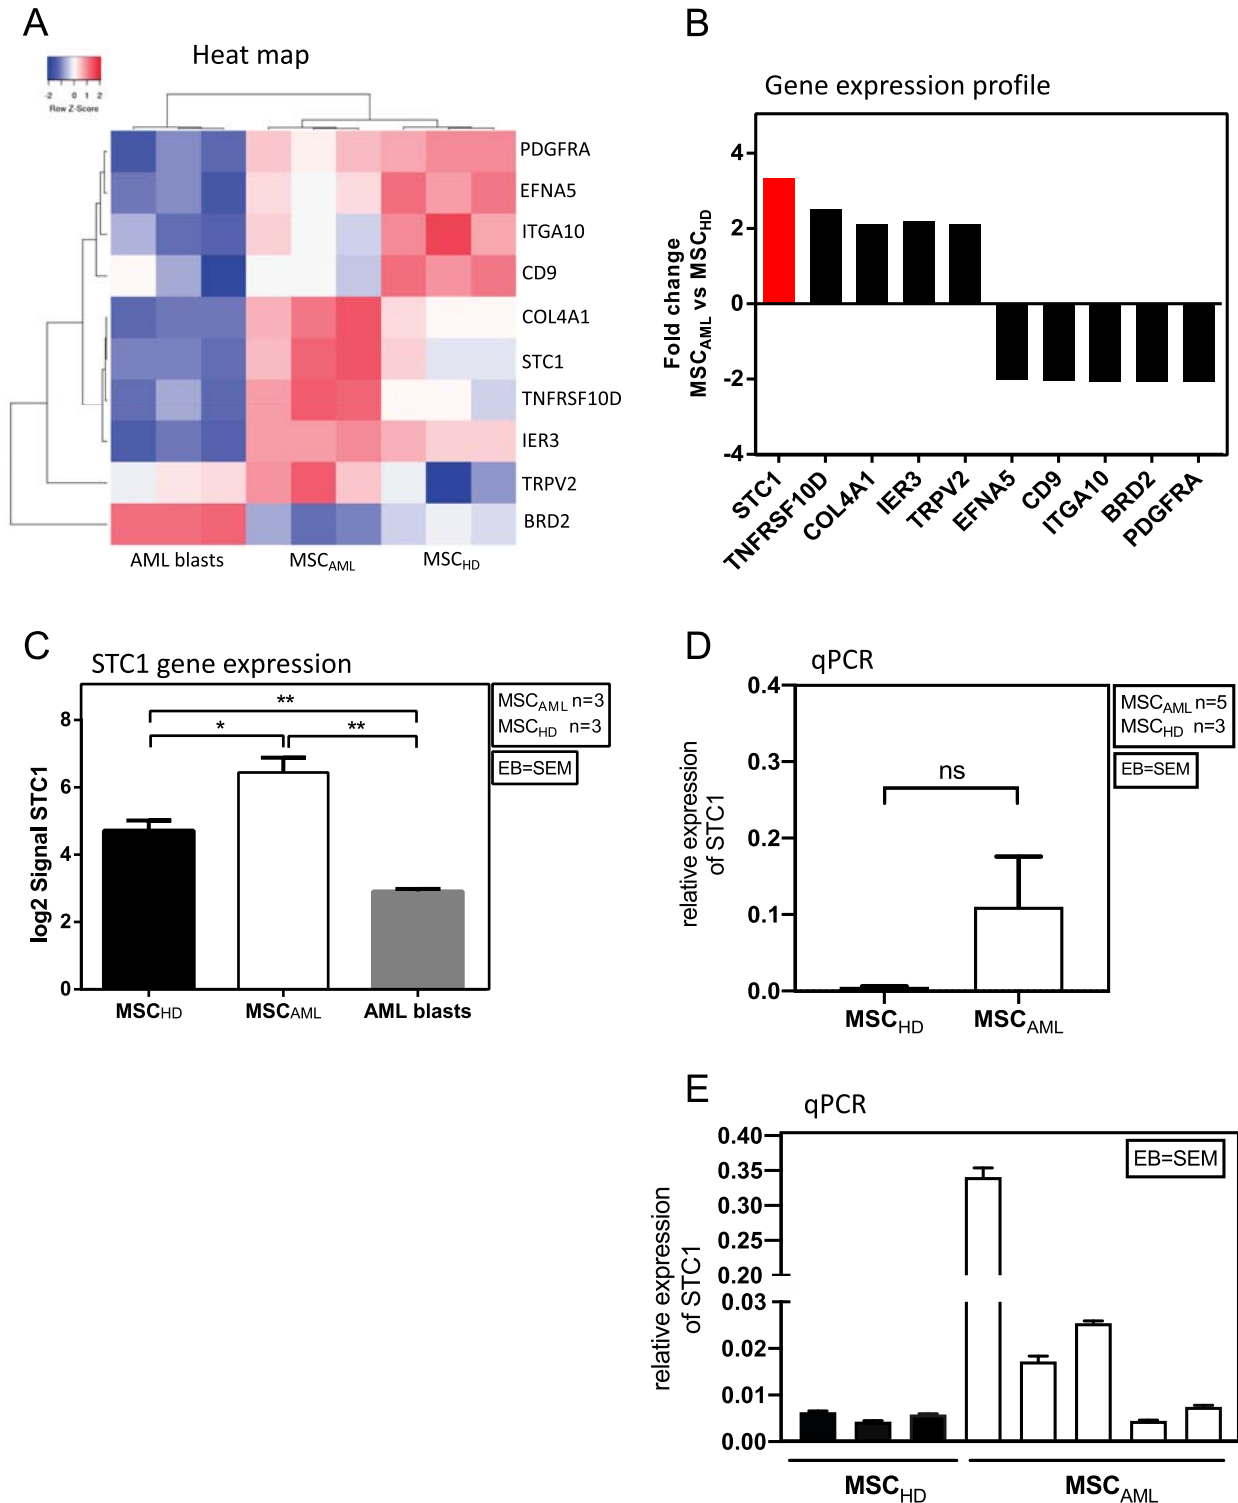 A
Heat map
-2 0 1 2
Row Z-Score
PDGFRA
EFNA5
ITGA10
CD9
COL4A1
STC1
TNFRSF10D
IER3
TRPV2
BRD2
AML blasts MSCAML MSCHD
B
Gene expression profile
Fold change
MSCAML vs MSCHD
4
2
0
-2
-4
STC1
TNFRSF10D
COL4A1
IER3
TRPV2
EFNA5
CD9
ITGA10
BRD2
PDGFRA
C
STC1 gene expression
log2 Signal STC1
8
6
4
2
0
**
* **
MSCAML n=3
MSCHD n=3
EB=SEM
MSCHD MSCAML AML blasts
D
qPCR
relative expression
of STC1
0.4
0.3
0.2
0.1
0.0
ns
MSCAML n=5
MSCHD n=3
EB=SEM
MSCHD MSCAML
E
qPCR
relative expression
of STC1
0.40
0.35
0.30
0.25
0.20
0.03
0.02
0.01
0.00
EB=SEM
MSCHD MSCAML